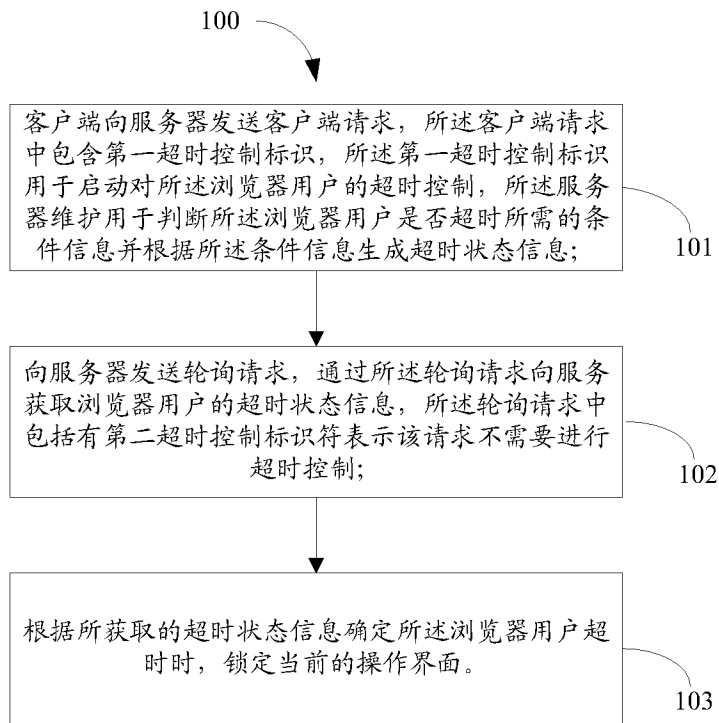 100
客户端向服务器发送客户端请求，所述客户端请求
中包含第一超时控制标识，所述第一超时控制标识
用于启动对所述浏览器用户的超时控制，所述服务
器维护用于判断所述浏览器用户是否超时所需的条
件信息并根据所述条件信息生成超时状态信息；
101
向服务器发送轮询请求，通过所述轮询请求向服务
获取浏览器用户的超时状态信息，所述轮询请求中
包括有第二超时控制标识符表示该请求不需要进行
超时控制；
102
根据所获取的超时状态信息确定所述浏览器用户超
时时，锁定当前的操作界面。
103